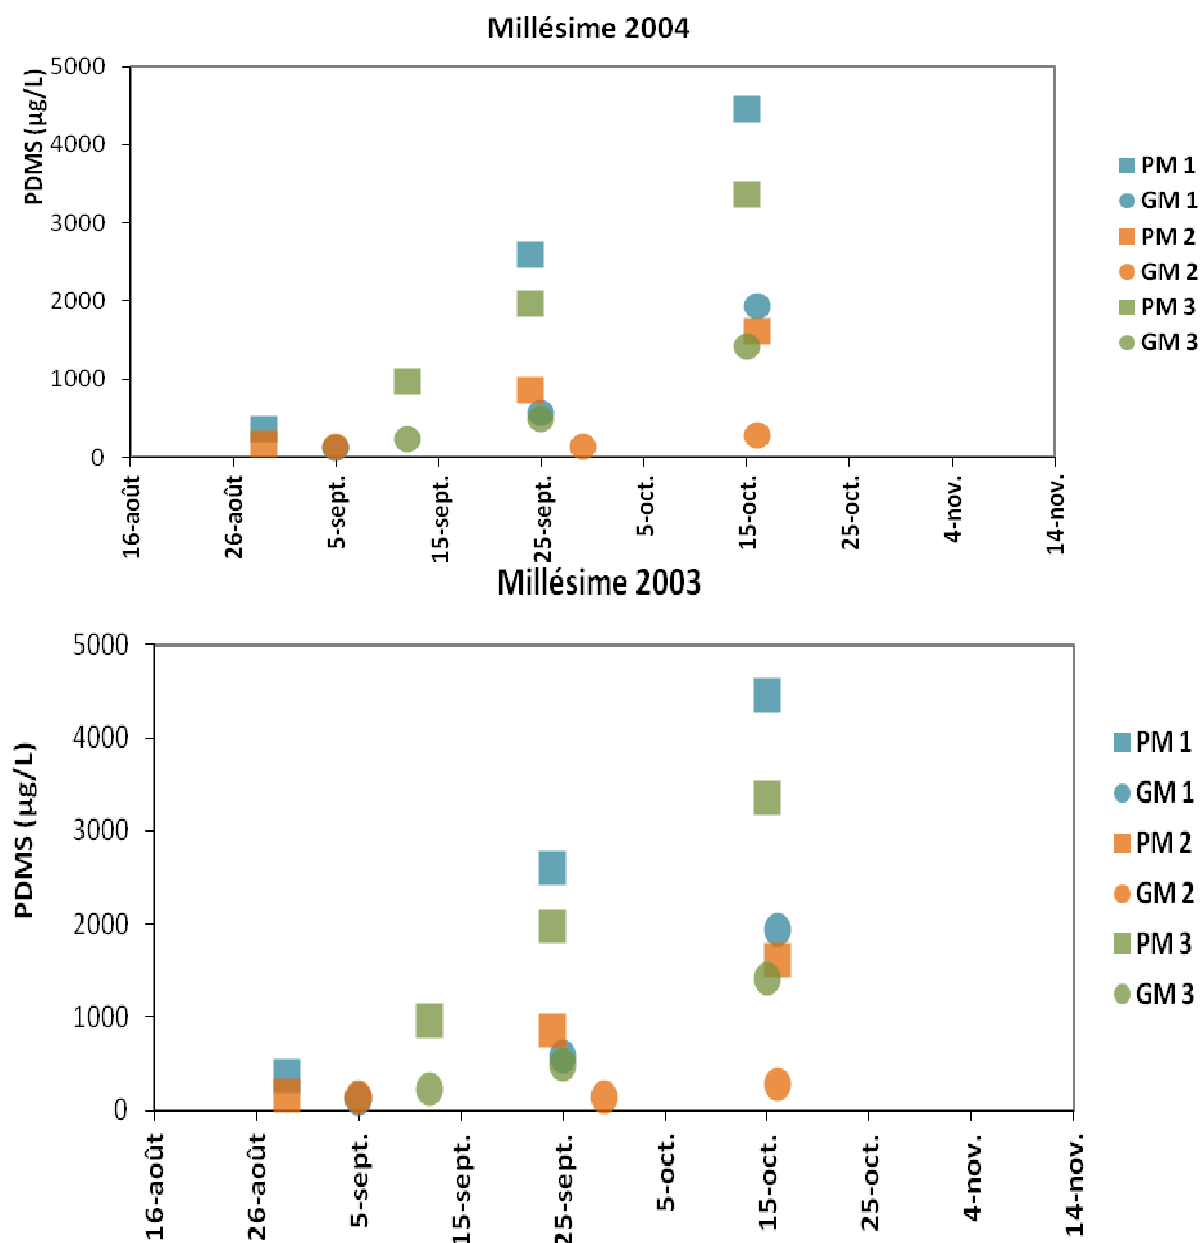 Millésime 2004
PDMS (µg/L)
5000
4000
3000
2000
1000
0
16-août
26-août
5-sept.
15-sept.
25-sept.
5-oct.
15-oct.
25-oct.
4-nov.
14-nov.
PM 1
GM 1
PM 2
GM 2
PM 3
GM 3
Millésime 2003
PDMS (µg/L)
5000
4000
3000
2000
1000
0
16-août
26-août
5-sept.
15-sept.
25-sept.
5-oct.
15-oct.
25-oct.
4-nov.
14-nov.
PM 1
GM 1
PM 2
GM 2
PM 3
GM 3